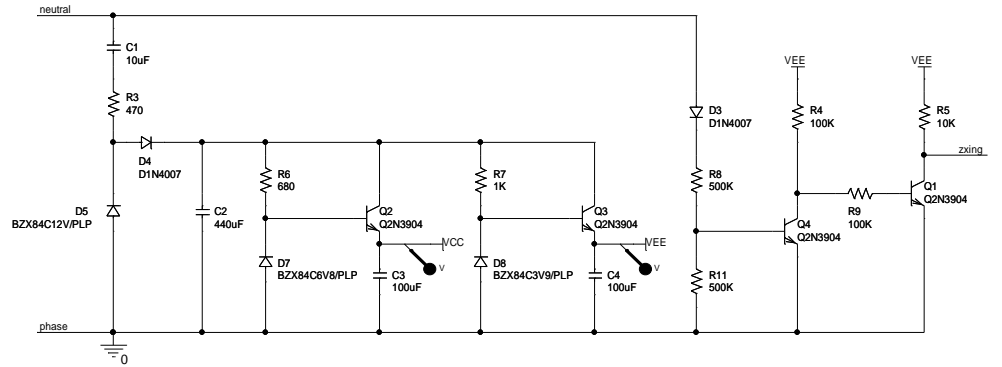 neutral
C1
10uF
R3
470
D4
D1N4007
D5
BZX84C12V/PLP
C2
440uF
R6
680
D7
BZX84C6V8/PLP
Q2
Q2N3904
VCC
V
C3
100uF
R7
1K
D8
BZX84C3V9/PLP
Q3
Q2N3904
VEE
V
C4
100uF
D3
D1N4007
R8
500K
R11
500K
VEE
R4
100K
Q4
Q2N3904
R9
100K
VEE
R5
10K
zxing
Q1
Q2N3904
phase
0